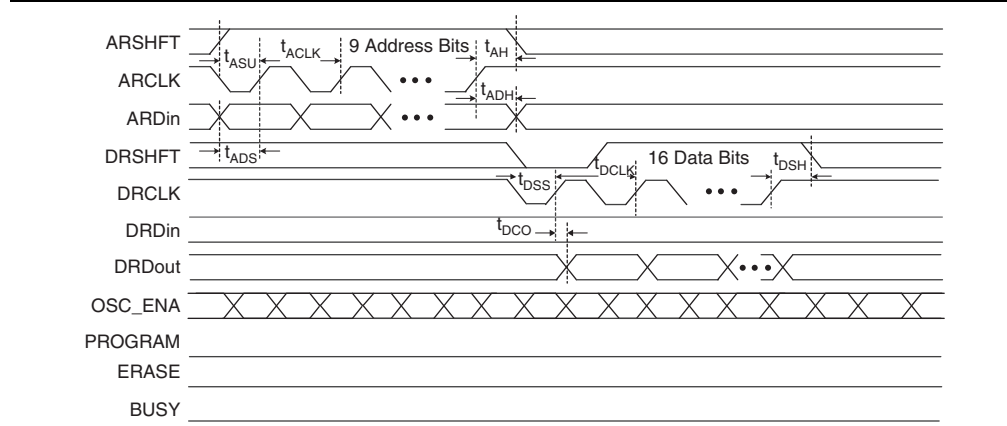 ARSHFT
tASU
tACLK
9 Address Bits
tAH
ARCLK
tADH
ARDin
tADS
DRSHFT
tDCLK
16 Data Bits
tDSH
tDSS
DRCLK
DRDin
tDCO
DRDout
OSC_ENA
PROGRAM
ERASE
BUSY